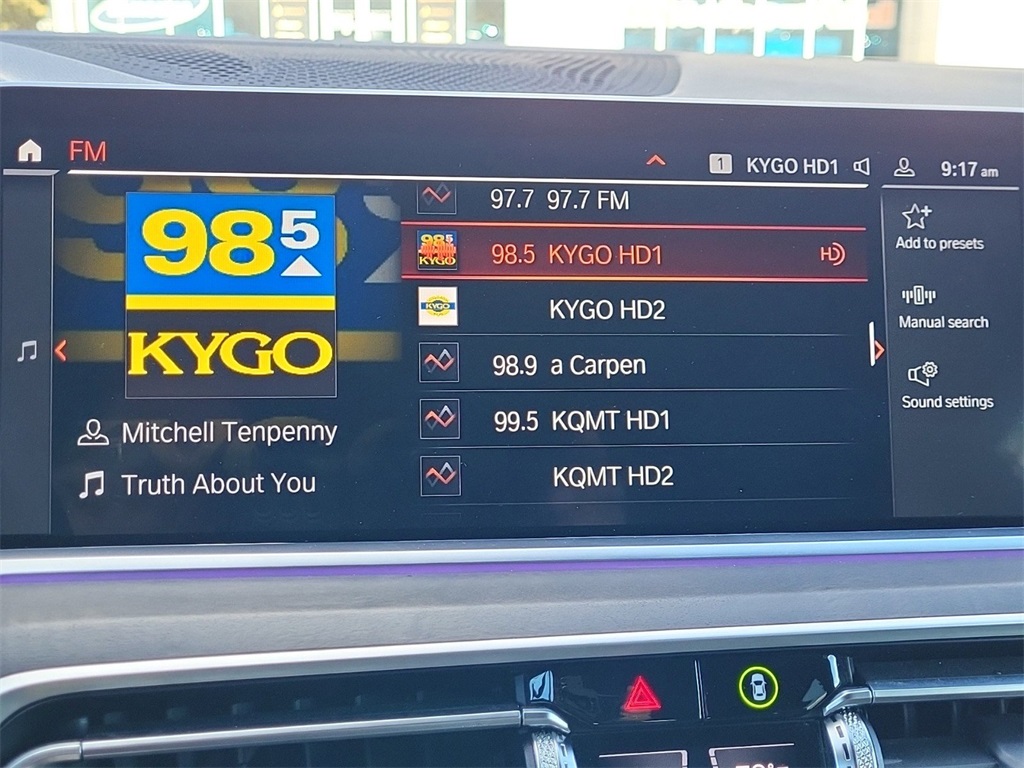 FM
1 KYGO HD1
9:17 am
98 5
KYGO
Mitchell Tenpenny
Truth About You
97.7 97.7 FM
98.5 KYGO HD1 HD
KYGO HD2
98.9 a Carpen
99.5 KQMT HD1
KQMT HD2
Add to presets
Manual search
Sound settings